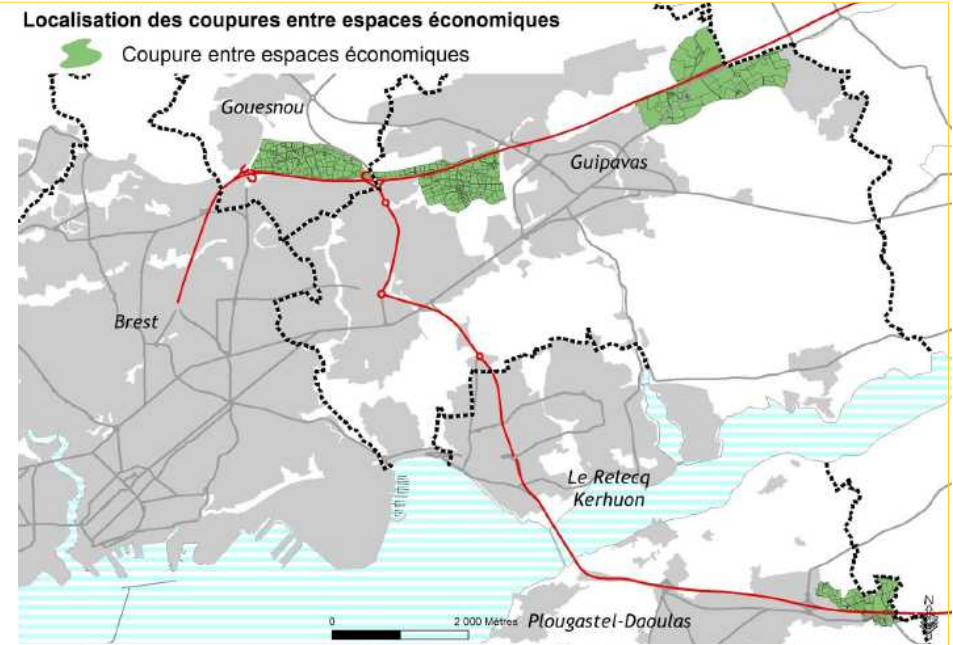 Localisation des coupures entre espaces économiques
Coupure entre espaces économiques
Gouesnou
Guipavas
Brest
Le Relecq
Kerhuon
0
2 000 Mètres
Plougastel-Daoulas